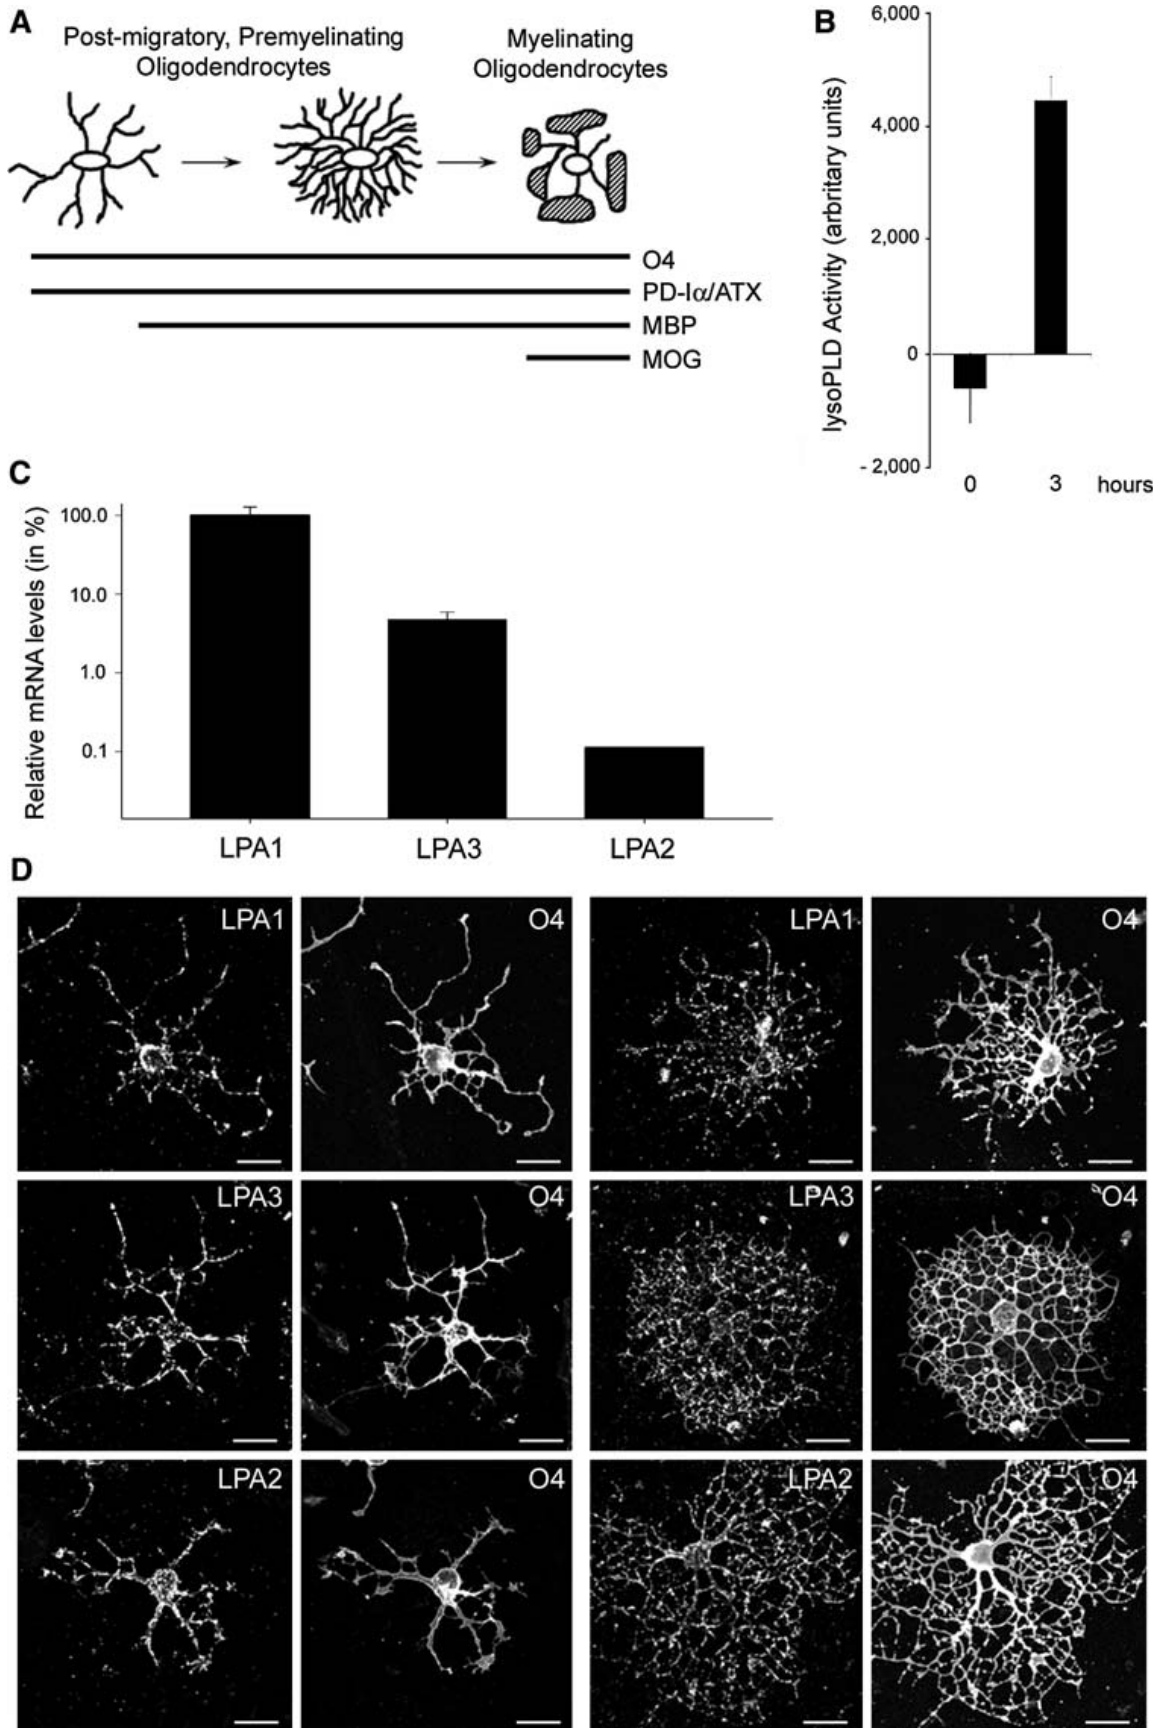 A
Post-migratory, Premyelinating
Oligodendrocytes
Myelinating
Oligodendrocytes
O4
PD-Iα/ATX
MBP
MOG
B
lysoPLD Activity (arbritary units)
6,000
4,000
2,000
0
- 2,000
0 3 hours
C
Relative mRNA levels (in %)
100.0
10.0
1.0
0.1
LPA1 LPA3 LPA2
D
LPA1 O4 LPA1 O4
LPA3 O4 LPA3 O4
LPA2 O4 LPA2 O4